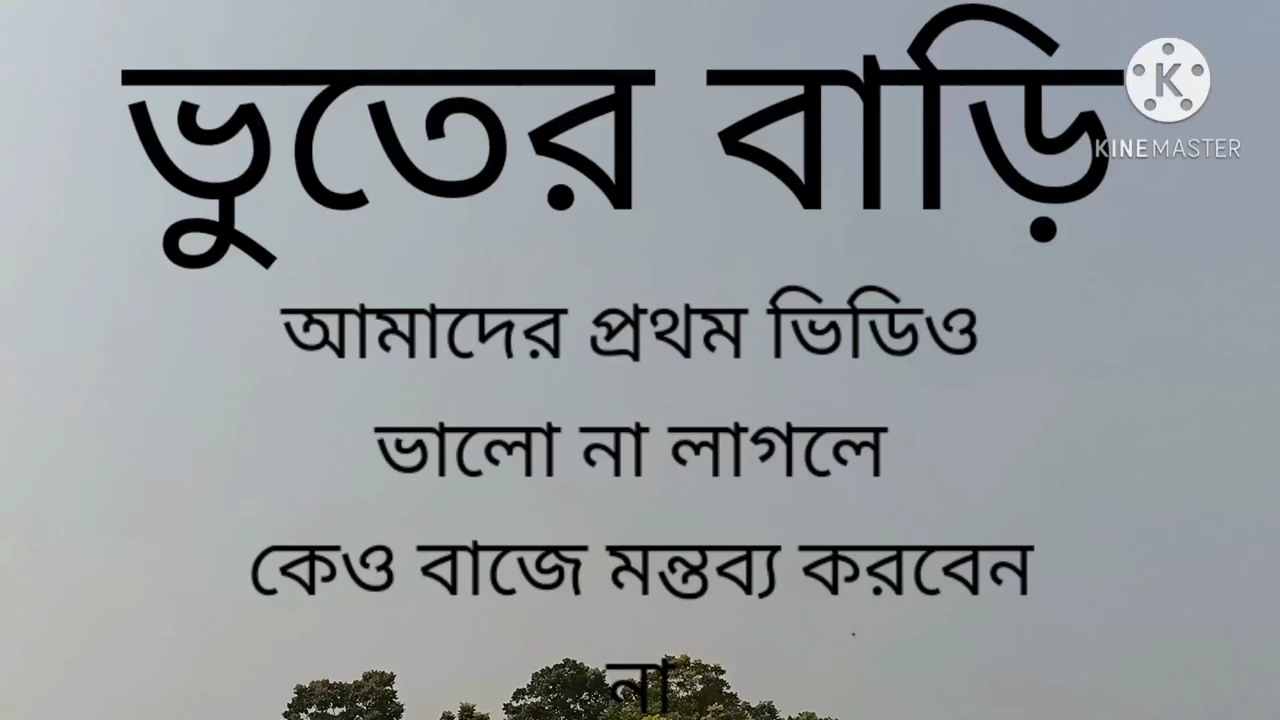 ভুতের বাড়ি
KINEMASTER
আমাদের প্রথম ভিডিও
ভালো না লাগলে
কেও বাজে মন্তব্য করবেন
না